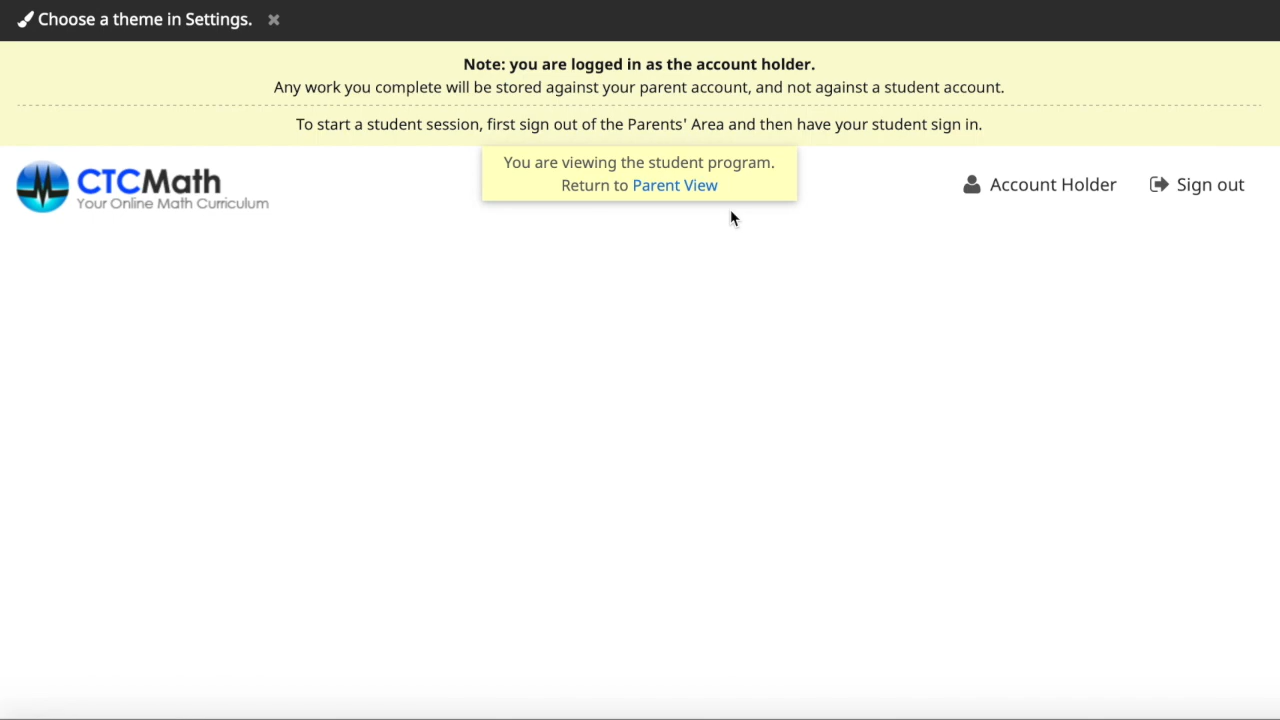 Choose a theme in Settings.
Note: you are logged in as the account holder.
Any work you complete will be stored against your parent account, and not against a student account.
To start a student session, first sign out of the Parents' Area and then have your student sign in.
You are viewing the student program.
Return to Parent View
CTCMath
Your Online Math Curriculum
Account Holder
Sign out